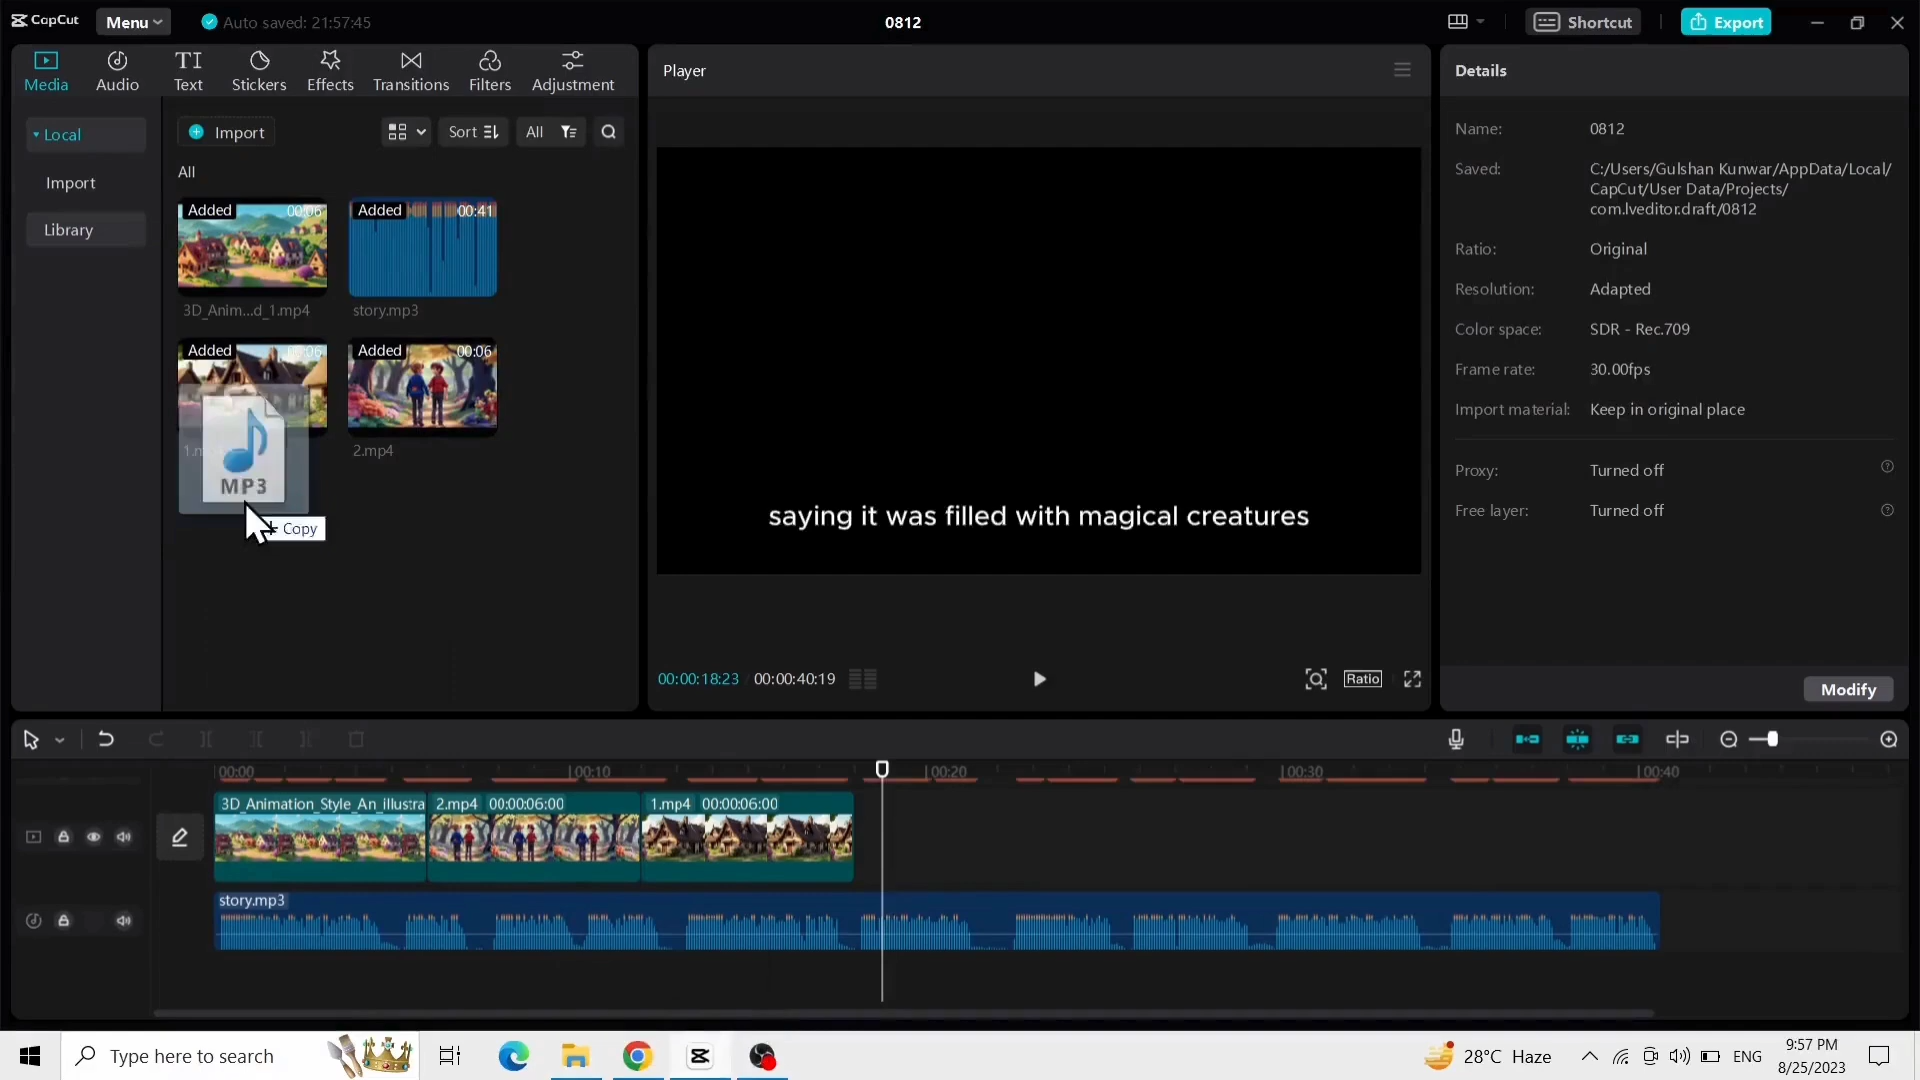 CapCut
Menu
Auto saved: 21:57:45
0812
Shortcut
Export
Media
Audio
TI
Text
Stickers
Effects
Transitions
Filters
Adjustment
Player
Details
Local
Import
Library
Import
Sort
All
All
Added
00:06
3D_Anim...d_1.mp4
Added
00:41
story.mp3
Added
00:06
Added
00:06
2.mp4
MP3
+ Copy
saying it was filled with magical creatures
00:00:18:23
00:00:40:19
Ratio
Name:
0812
Saved:
C:/Users/Gulshan Kunwar/AppData/Local/
CapCut/User Data/Projects/
com.lveditor.draft/0812
Ratio:
Original
Resolution:
Adapted
Color space:
SDR - Rec.709
Frame rate:
30.00fps
Import material:
Keep in original place
Proxy:
Turned off
Free layer:
Turned off
Modify
00:00
00:10
00:20
00:30
00:40
3D_Animation_Style_An_illustra
2.mp4 00:00:06:00
1.mp4 00:00:06:00
story.mp3
Type here to search
28°C Haze
ENG
9:57 PM
8/25/2023